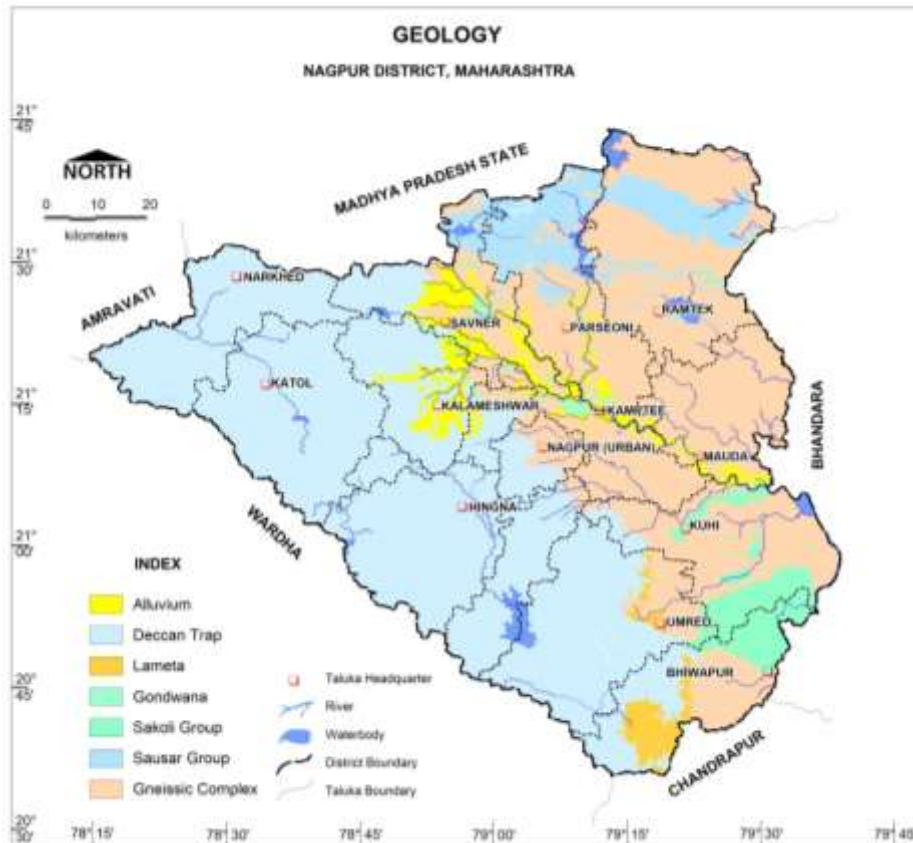 GEOLOGY
NAGPUR DISTRICT, MAHARASHTRA
21°
45'
NORTH
0 10 20
kilometers
MADHYA PRADESH STATE
21°
30'
NARKHED
AMRAVATI
SAVNER
PARSEONI
RAMTEK
KATOL
21°
15'
KALAMESHWAR
KAMPTEE
BHANDARA
NAGPUR (URBAN)
MAUDA
HINGNA
KUHI
WARDHA
21°
00'
INDEX
Alluvium
Deccan Trap
Lameta
Gondwana
Sakoli Group
Sausar Group
Gneissic Complex
UMRED
BHIWAPUR
20°
45'
Taluka Headquarter
River
Waterbody
District Boundary
Taluka Boundary
CHANDRAPUR
20°
30'
78°15' 78°30' 78°45' 79°00' 79°15' 79°30' 79°45'